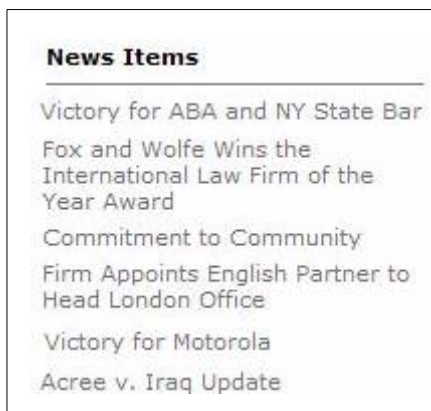 News Items
Victory for ABA and NY State Bar
Fox and Wolfe Wins the
International Law Firm of the
Year Award
Commitment to Community
Firm Appoints English Partner to
Head London Office
Victory for Motorola
Acree v. Iraq Update